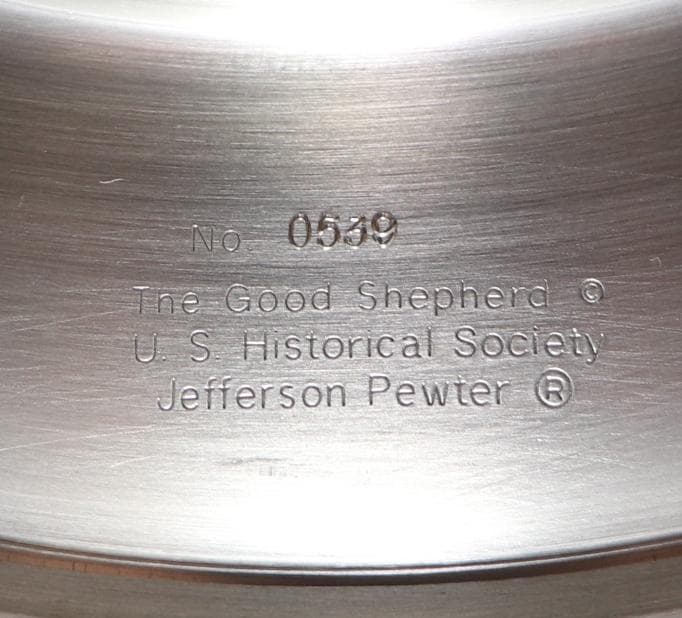 No. 0539
The Good Shepherd ©
U. S. Historical Society
Jefferson Pewter ®